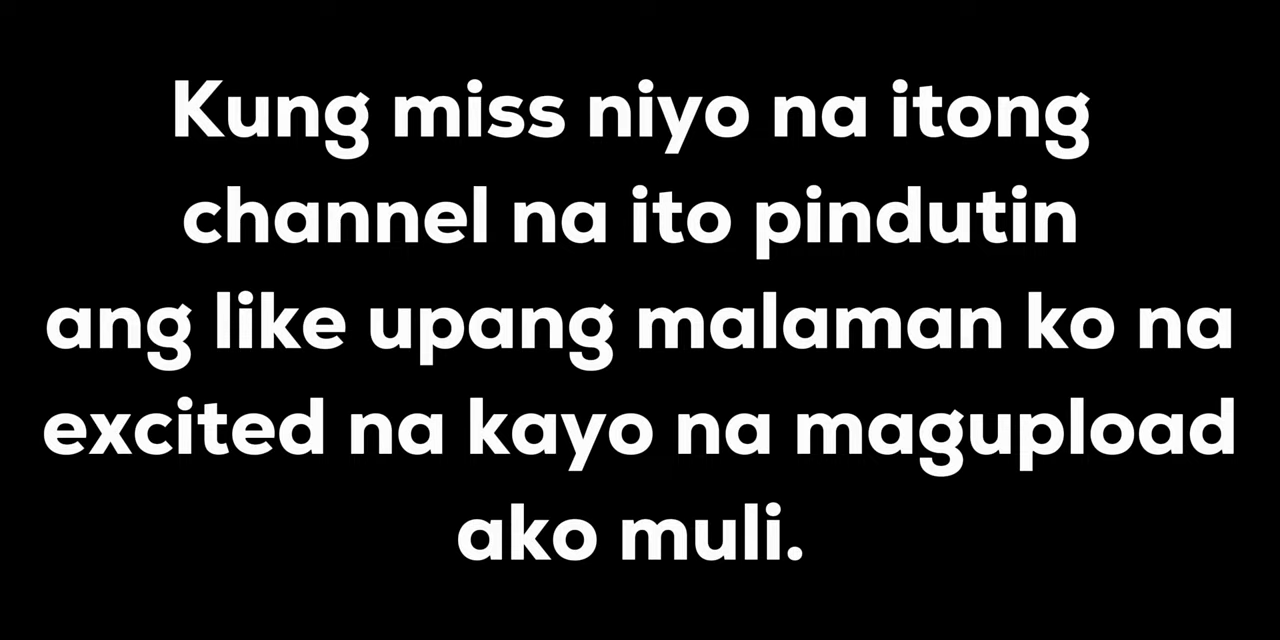 Kung miss niyo na itong
channel na ito pindutin
ang like upang malaman ko na
excited na kayo na magupload
ako muli.